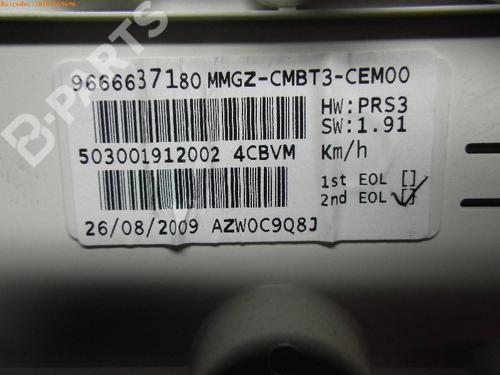 9666637180 MMGZ-CMBT3-CEM00
HW:PRS3
SW:1.91
503001912002 4CBVM Km/h
1st EOL []
2nd EOL []
26/08/2009 AZW0C9Q8J
B-PARTS